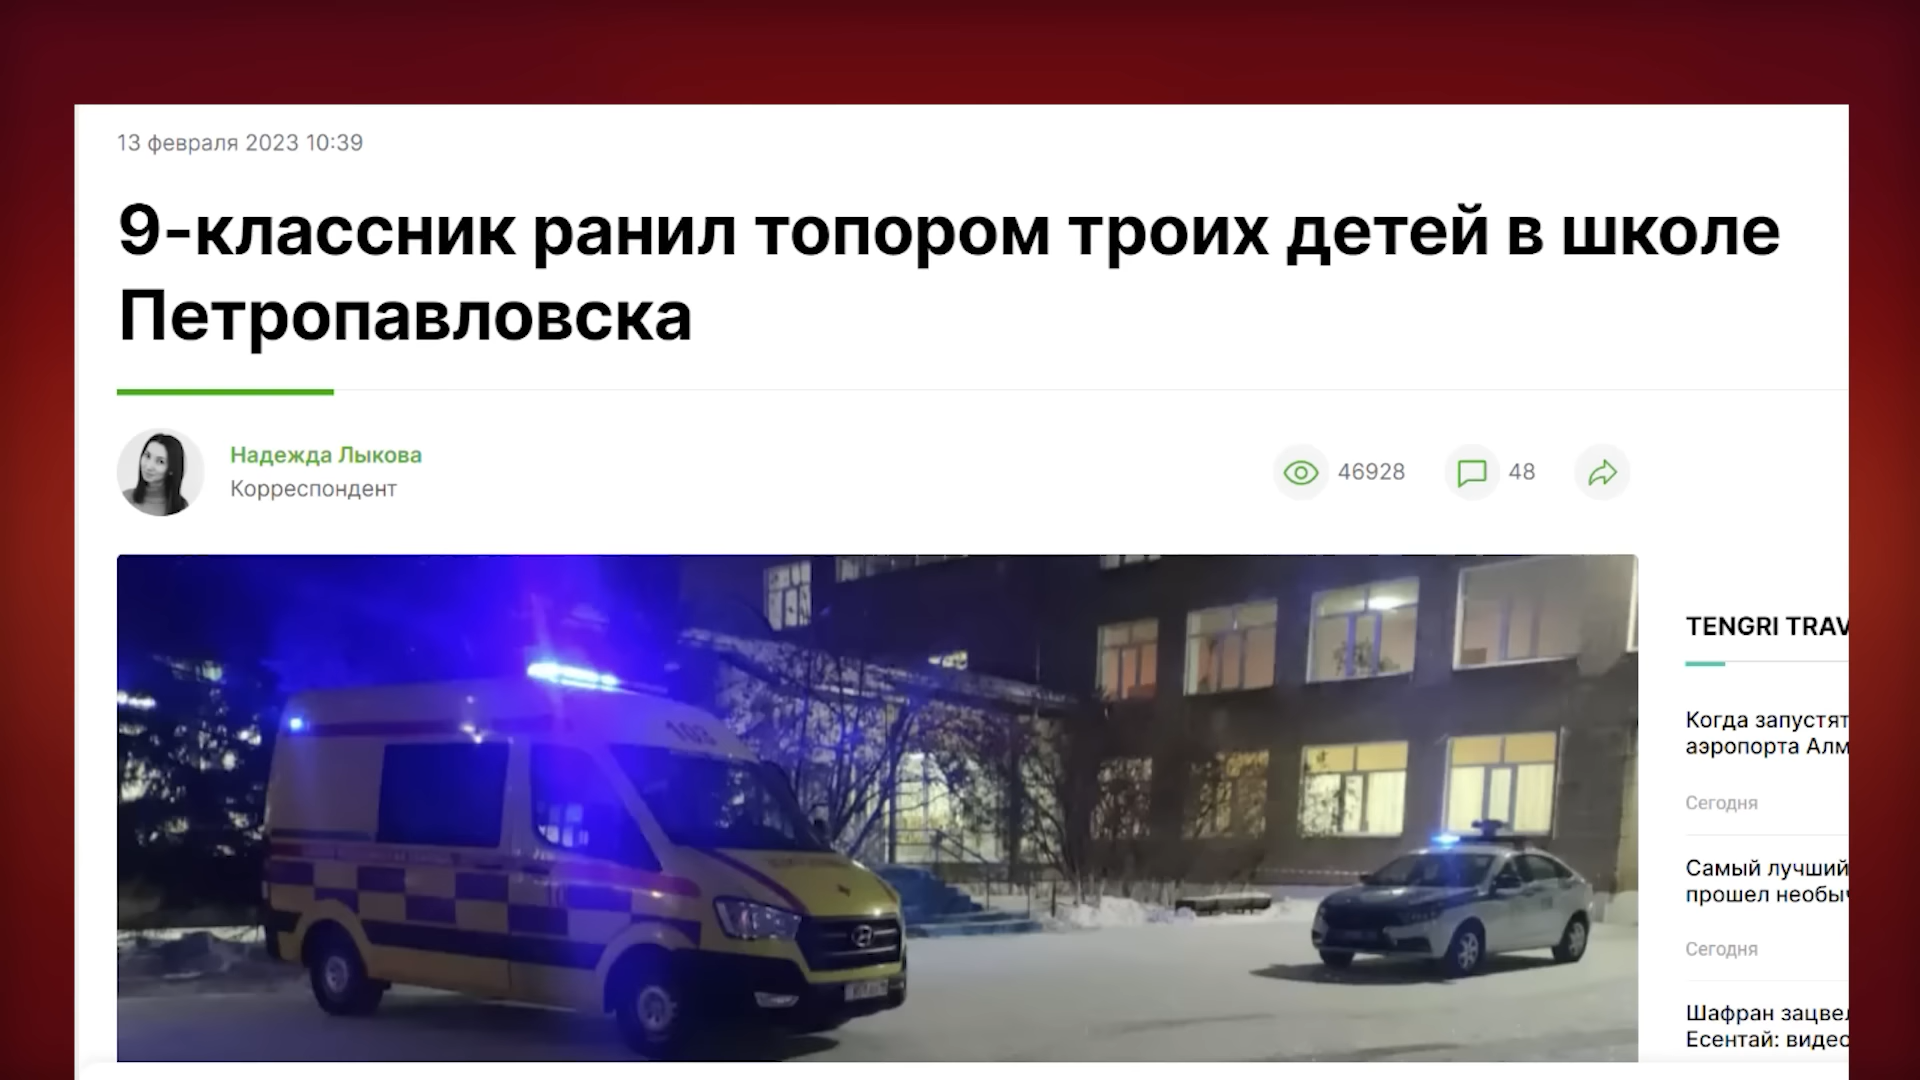 13 февраля 2023 10:39
9-классник ранил топором троих детей в школе
Петропавловска
Надежда Лыкова
Корреспондент
46928
48
103
TENGRI TRAV
Когда запустят
аэропорта Алм
Сегодня
Самый лучший
прошел необы
Сегодня
Шафран зацве
Есентай: видео